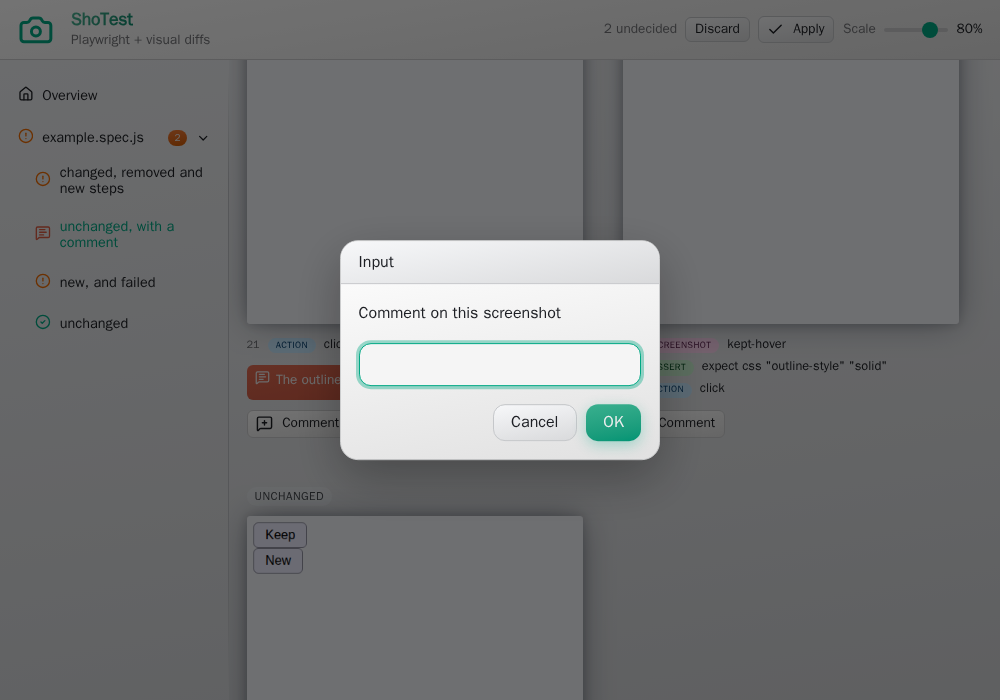 ShoTest
Playwright + visual diffs
2 undecided
Discard
Apply
Scale
80%
Overview
example.spec.js
2
changed, removed and
new steps
unchanged, with a
comment
new, and failed
unchanged
Input
Comment on this screenshot
Cancel
OK
21 ACTION
The outline
Comment
kept-hover
expect css "outline-style" "solid"
click
Comment
UNCHANGED
Keep
New